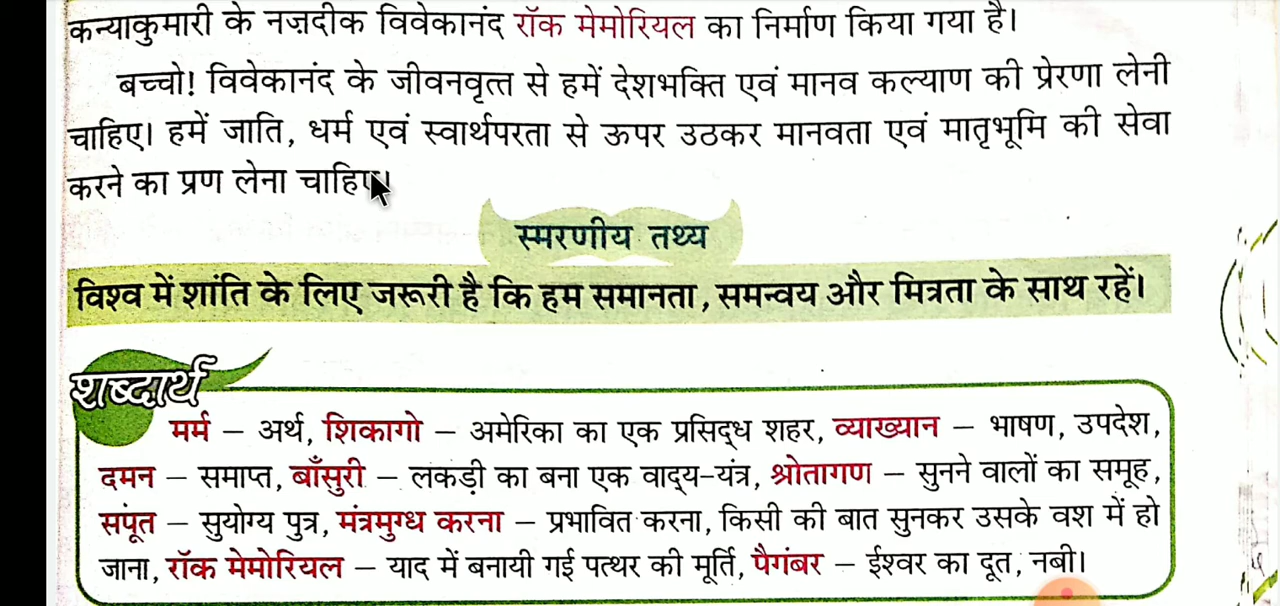 कन्याकुमारी के नज़दीक विवेकानंद रॉक मेमोरियल का निर्माण किया गया है।
बच्चो! विवेकानंद के जीवनवृत्त से हमें देशभक्ति एवं मानव कल्याण की प्रेरणा लेनी
चाहिए। हमें जाति, धर्म एवं स्वार्थपरता से ऊपर उठकर मानवता एवं मातृभूमि की सेवा
करने का प्रण लेना चाहिए।
स्मरणीय तथ्य
विश्व में शांति के लिए जरूरी है कि हम समानता, समन्वय और मित्रता के साथ रहें।
शब्दार्थ
मर्म – अर्थ, शिकागो – अमेरिका का एक प्रसिद्ध शहर, व्याख्यान – भाषण, उपदेश,
दमन – समाप्त, बाँसुरी – लकड़ी का बना एक वाद्य-यंत्र, श्रोतागण – सुनने वालों का समूह,
सपूत – सुयोग्य पुत्र, मंत्रमुग्ध करना – प्रभावित करना, किसी की बात सुनकर उसके वश में हो
जाना, रॉक मेमोरियल – याद में बनायी गई पत्थर की मूर्ति, पैगंबर – ईश्वर का दूत, नबी।